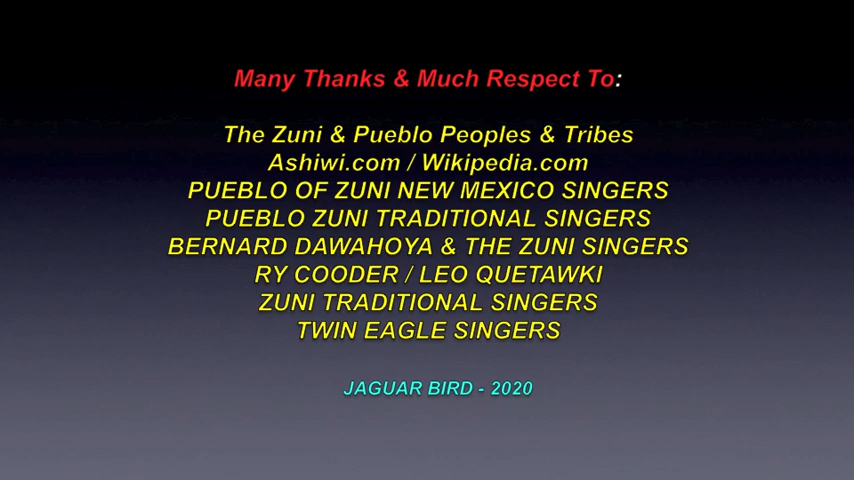 Many Thanks & Much Respect To:
The Zuni & Pueblo Peoples & Tribes
Ashiwi.com / Wikipedia.com
PUEBLO OF ZUNI NEW MEXICO SINGERS
PUEBLO ZUNI TRADITIONAL SINGERS
BERNARD DAWAHOYA & THE ZUNI SINGERS
RY COODER / LEO QUETAWKI
ZUNI TRADITIONAL SINGERS
TWIN EAGLE SINGERS
JAGUAR BIRD - 2020